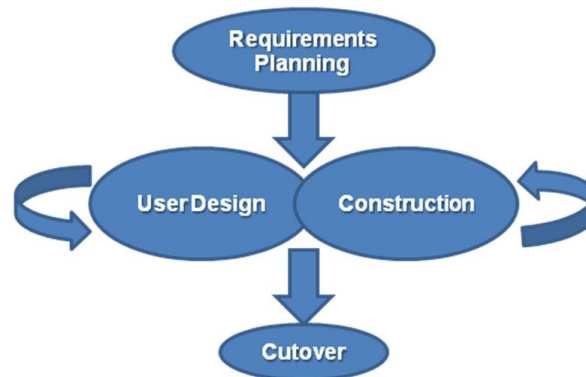 Requirements
Planning
User Design
Construction
Cutover